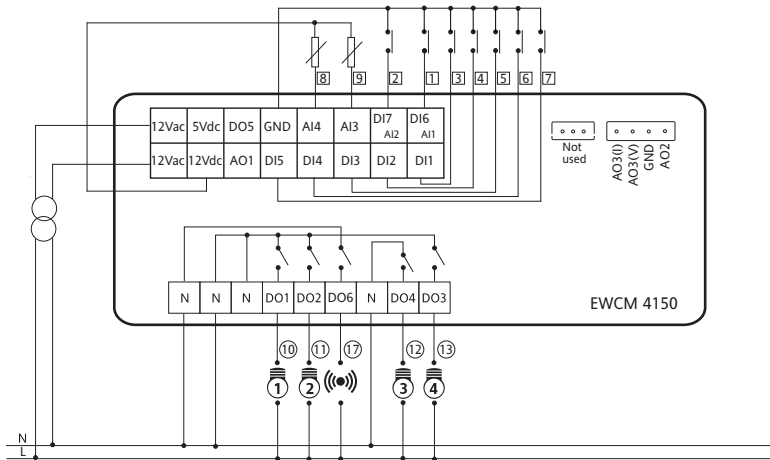 8 9 2 1 3 4 5 6 7
12Vac 5Vdc DO5 GND AI4 AI3 DI7 AI2 DI6 AI1
12Vac 12Vdc AO1 DI5 DI4 DI3 DI2 DI1
Not
used
AO3(I)
AO3(V)
GND
AO2
N N N DO1 DO2 DO6 N DO4 DO3
EWCM 4150
10 11 17 12 13
1 2 3 4
N
L